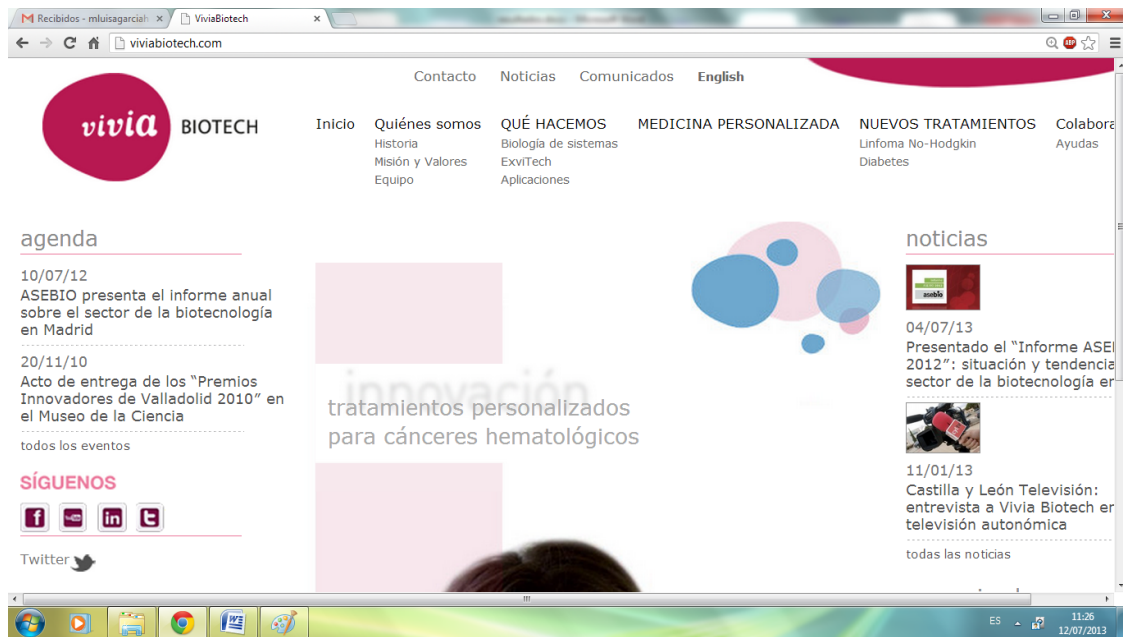 Recibidos - mluisagarciah
ViviaBiotech
viviabiotech.com
ABP
Contacto Noticias Comunicados English
vivia BIOTECH
Inicio Quiénes somos QUÉ HACEMOS MEDICINA PERSONALIZADA NUEVOS TRATAMIENTOS Colabora
Historia Biología de sistemas Linfoma No-Hodgkin Ayudas
Misión y Valores ExviTech Diabetes
Equipo Aplicaciones
agenda
10/07/12
ASEBIO presenta el informe anual
sobre el sector de la biotecnología
en Madrid
20/11/10
Acto de entrega de los “Premios
Innovadores de Valladolid 2010” en
el Museo de la Ciencia
todos los eventos
SÍGUENOS
Twitter
innovación
tratamientos personalizados
para cánceres hematológicos
noticias
asebio
04/07/13
Presentado el “Informe ASEI
2012”: situación y tendencia
sector de la biotecnología er
11/01/13
Castilla y León Televisión:
entrevista a Vivia Biotech er
televisión autonómica
todas las noticias
ES 11:26
12/07/2013